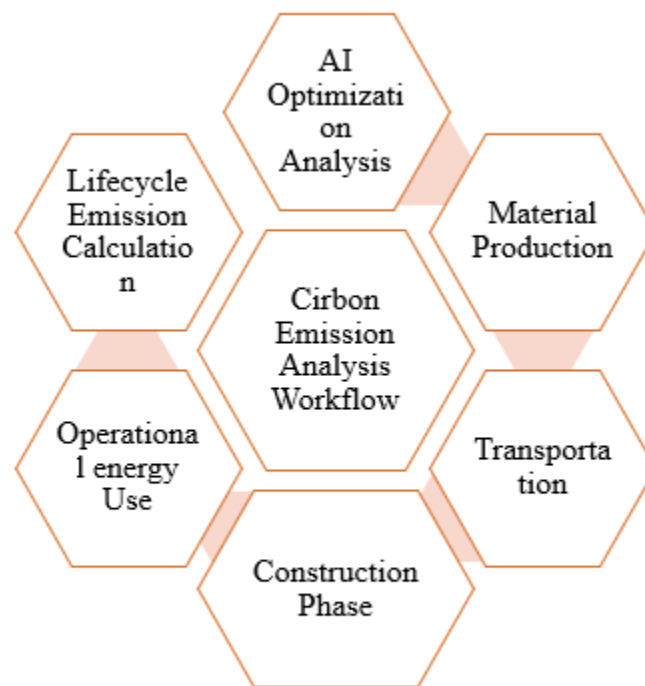 AI
Optimizati
on
Analysis
Lifecycle
Emission
Calculatio
n
Material
Production
Cirbon
Emission
Analysis
Workflow
Operationa
l energy
Use
Transporta
tion
Construction
Phase